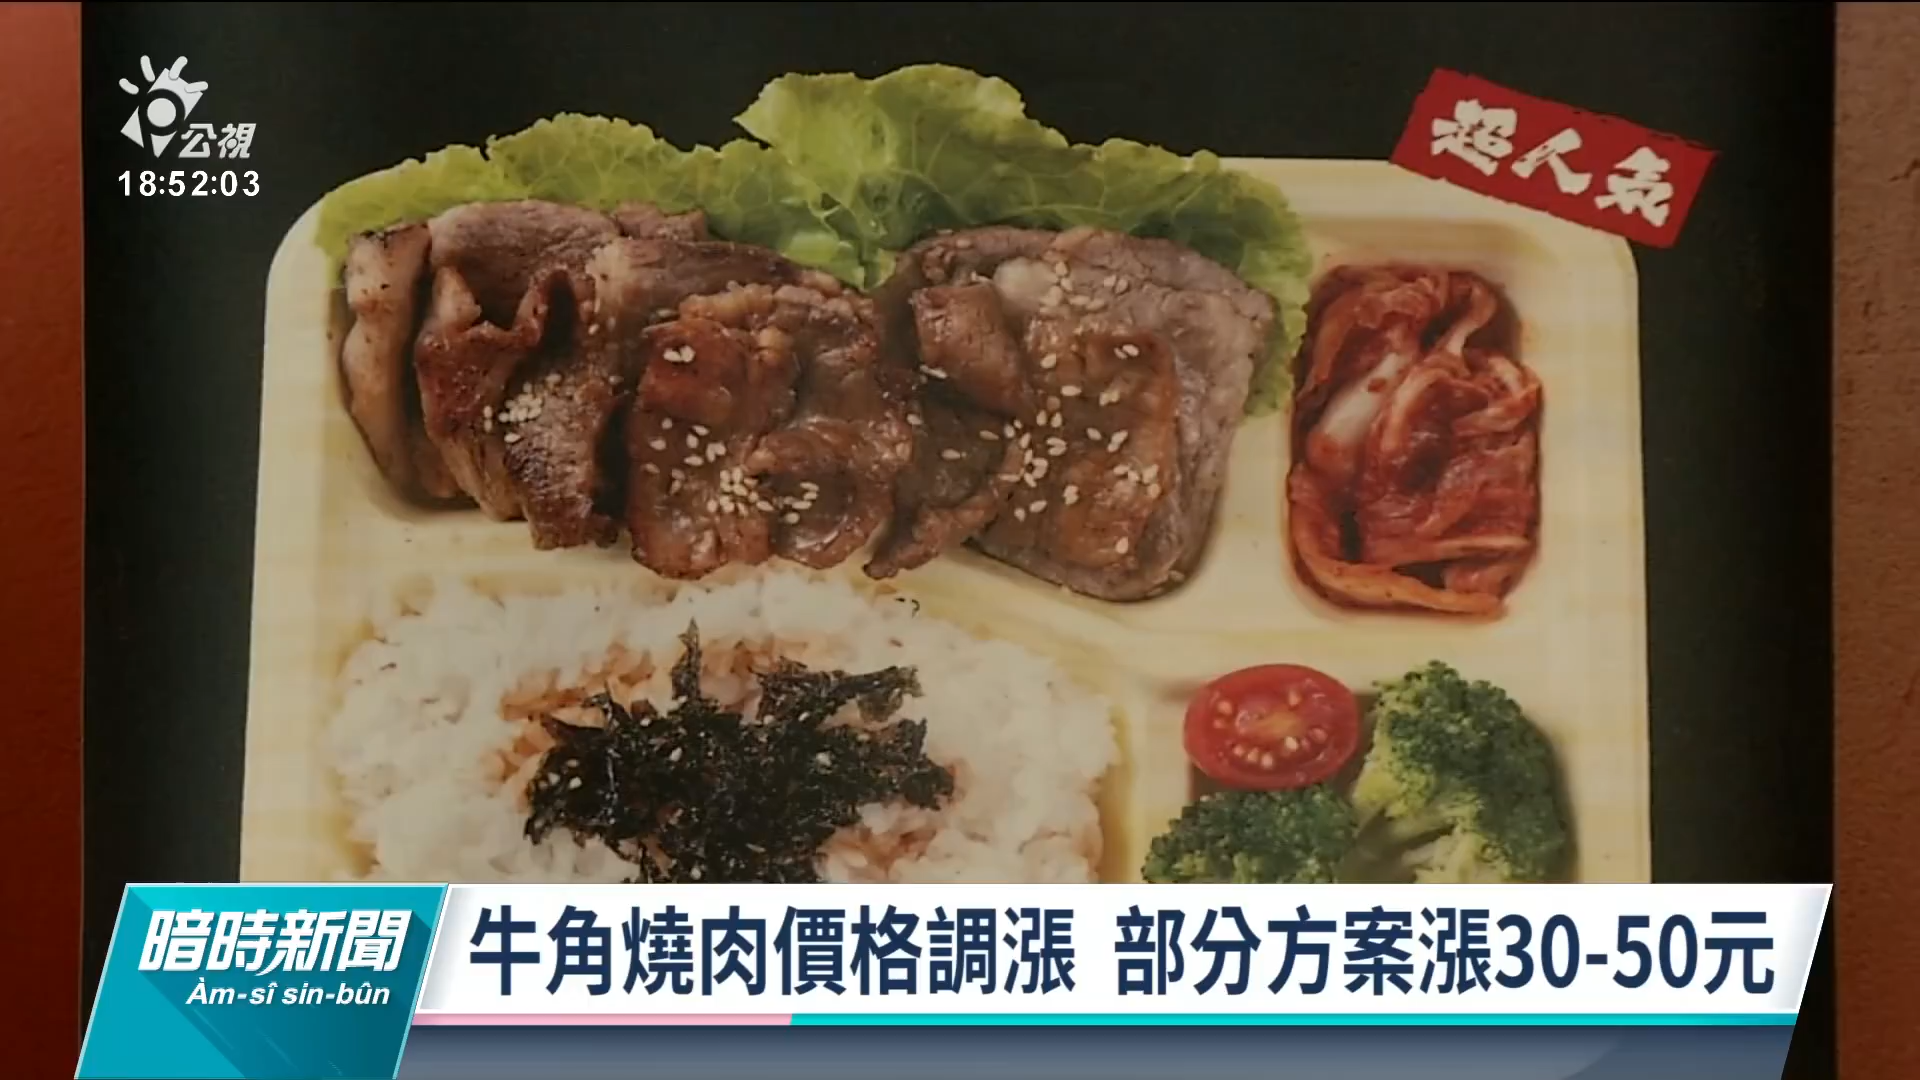 公視
18:52:03
超人氣
暗時新聞
Àm-sî sin-bûn
牛角燒肉價格調漲 部分方案漲30-50元